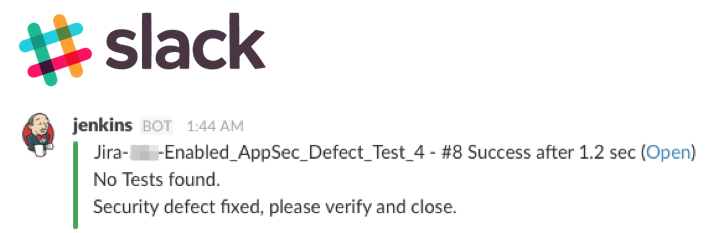 slack
jenkins BOT 1:44 AM
Jira- -Enabled_AppSec_Defect_Test_4 - #8 Success after 1.2 sec (Open)
No Tests found.
Security defect fixed, please verify and close.